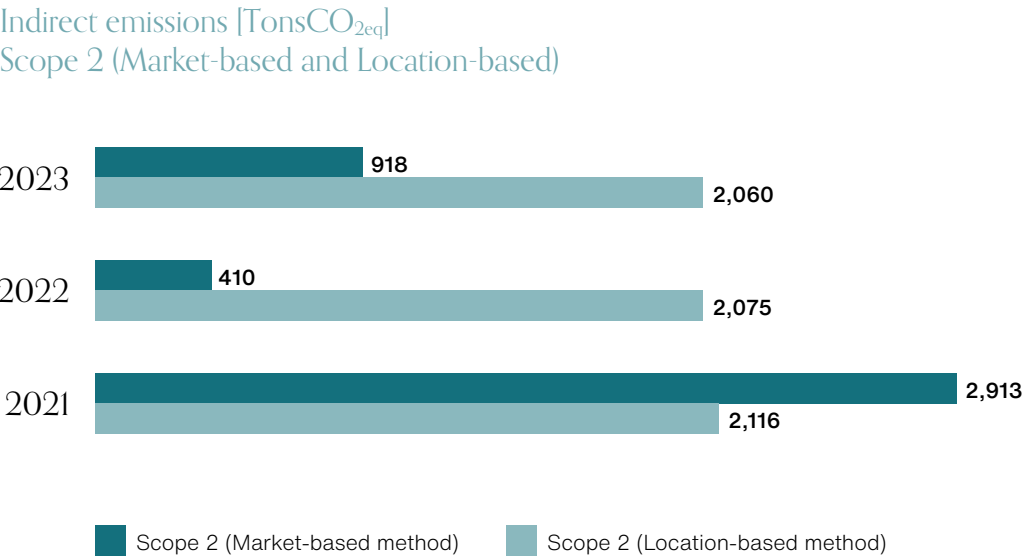 Indirect emissions [TonsCO2eq]
Scope 2 (Market-based and Location-based)
2023
918
2,060
2022
410
2,075
2021
2,913
2,116
Scope 2 (Market-based method)
Scope 2 (Location-based method)